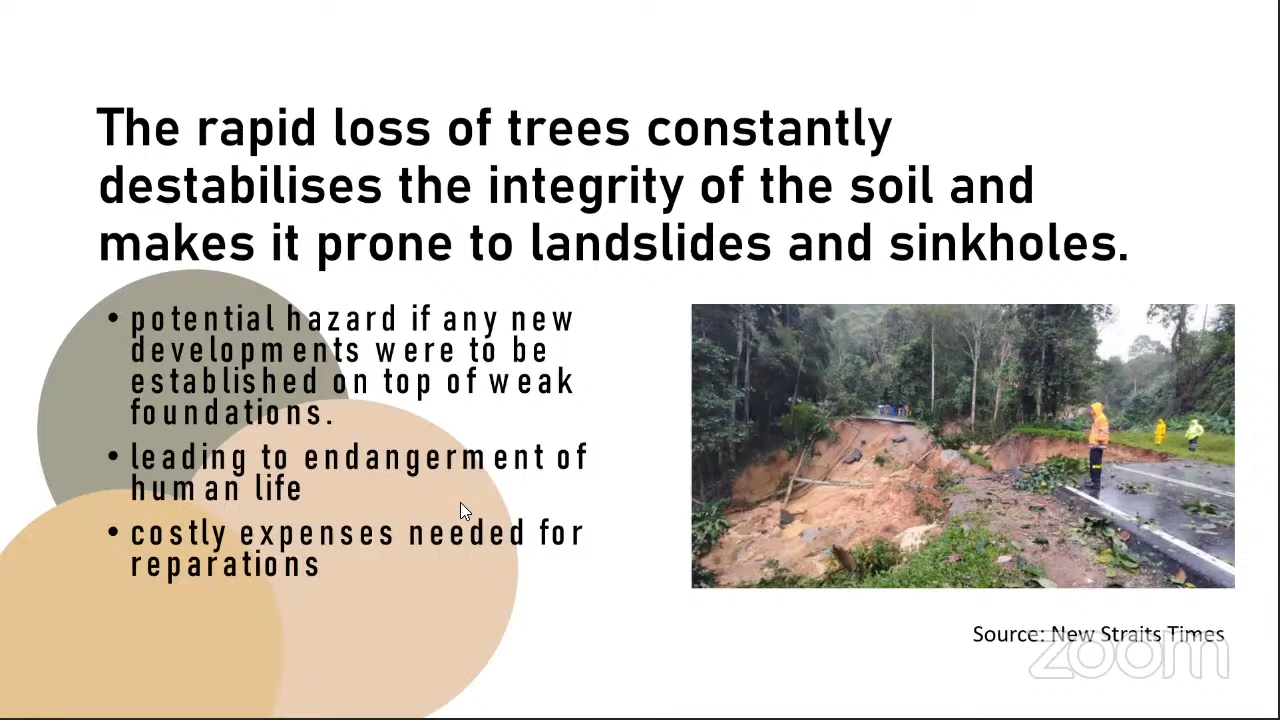 The rapid loss of trees constantly
destabilises the integrity of the soil and
makes it prone to landslides and sinkholes.
• potential hazard if any new
developments were to be
established on top of weak
foundations.
• leading to endangerment of
human life
• costly expenses needed for
reparations
Source: New Straits Times
zoom